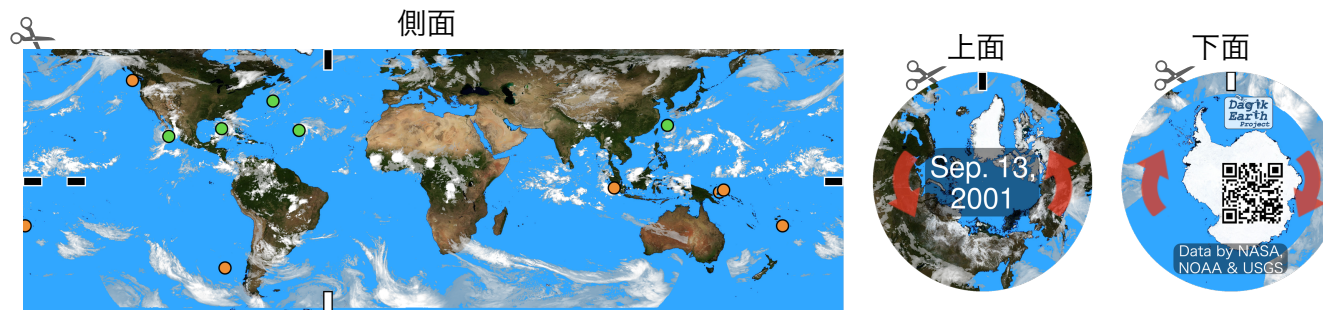 側面
上面
下面
Sep. 13,
2001
Dagik
Earth
Project
Data by NASA,
NOAA & USGS